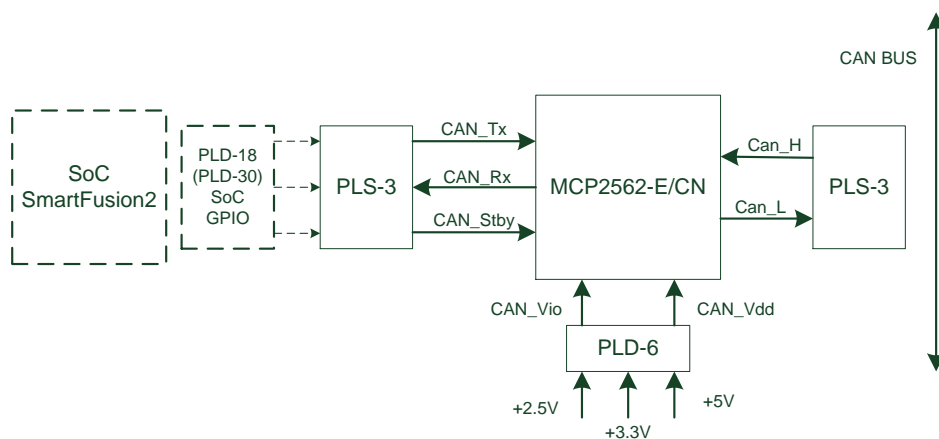 CAN BUS
SoC
SmartFusion2
PLD-18
(PLD-30)
SoC
GPIO
PLS-3
CAN_Tx
CAN_Rx
CAN_Stby
MCP2562-E/CN
Can_H
Can_L
PLS-3
CAN_Vio
CAN_Vdd
PLD-6
+2.5V
+3.3V
+5V